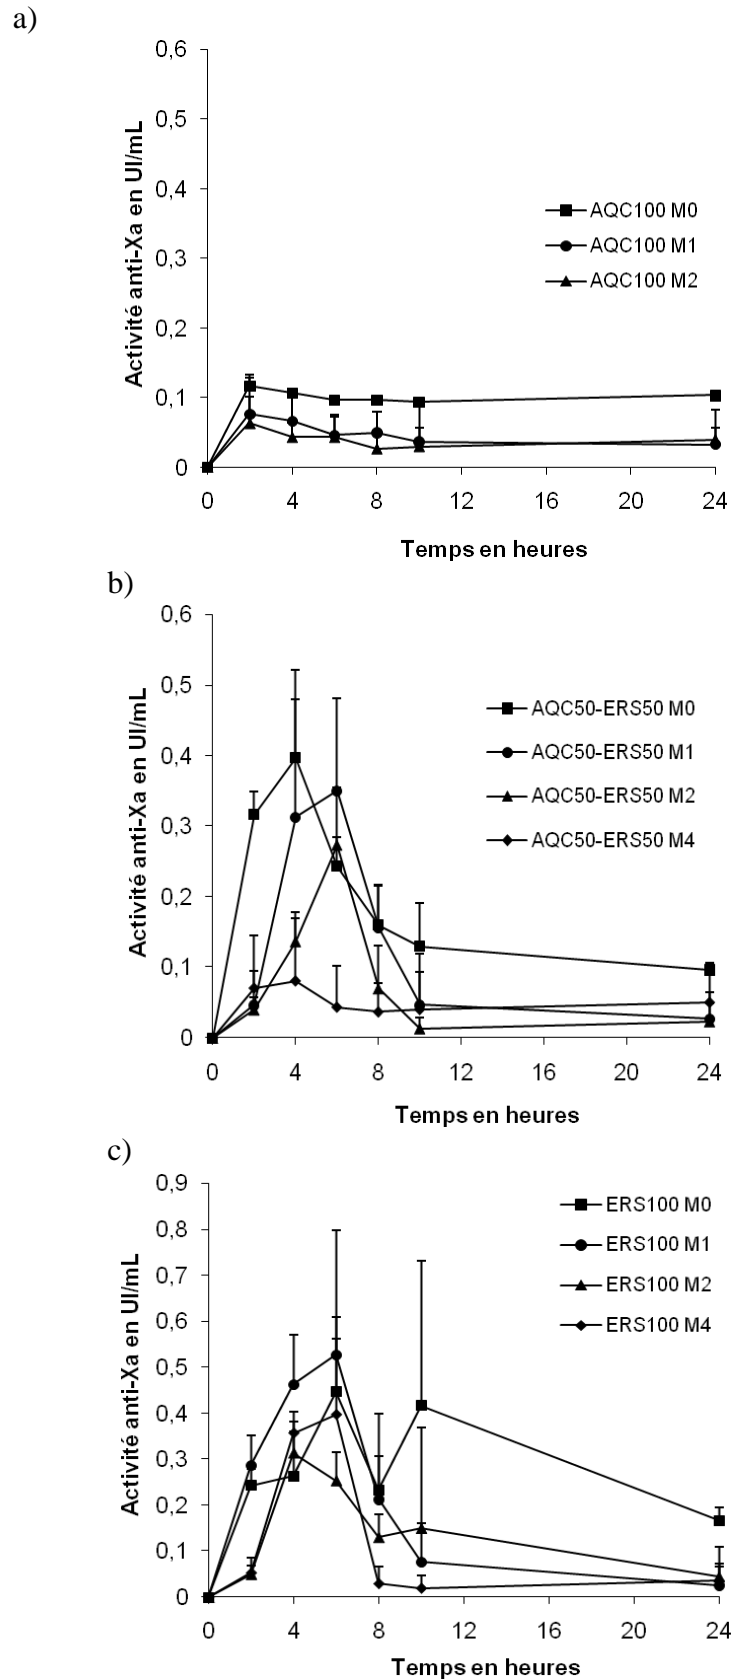 a)
0,6
0,5
0,4
0,3
0,2
0,1
0
Activité anti-Xa en UI/mL
AQC100 M0
AQC100 M1
AQC100 M2
0 4 8 12 16 20 24
Temps en heures
b)
0,6
0,5
0,4
0,3
0,2
0,1
0
Activité anti-Xa en UI/mL
AQC50-ERS50 M0
AQC50-ERS50 M1
AQC50-ERS50 M2
AQC50-ERS50 M4
0 4 8 12 16 20 24
Temps en heures
c)
0,9
0,8
0,7
0,6
0,5
0,4
0,3
0,2
0,1
0
Activité anti-Xa en UI/mL
ERS100 M0
ERS100 M1
ERS100 M2
ERS100 M4
0 4 8 12 16 20 24
Temps en heures